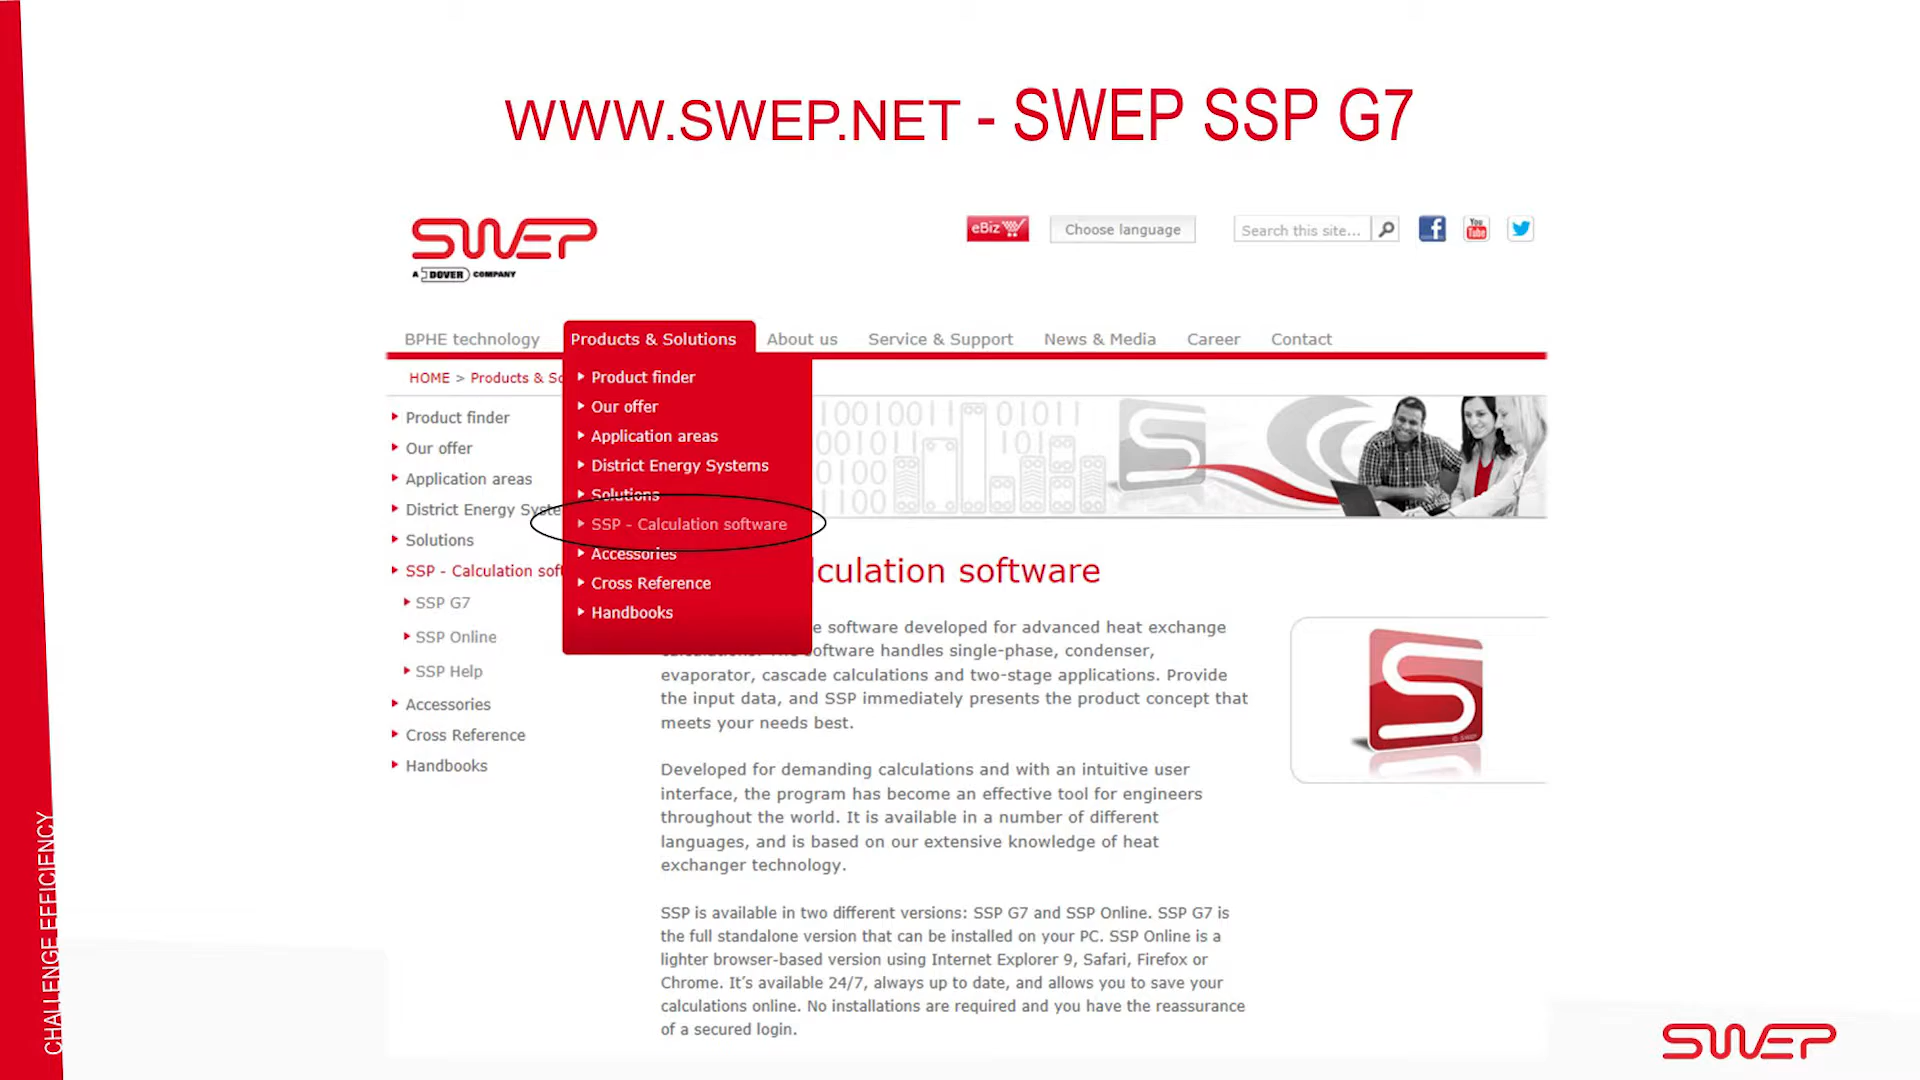 WWW.SWEP.NET - SWEP SSP G7
SWEP
A DOVER COMPANY
eBiz
Choose language
Search this site...
You Tube
BPHE technology
Products & Solutions
About us
Service & Support
News & Media
Career
Contact
HOME > Products & So
Product finder
Our offer
Application areas
District Energy Syste
Solutions
SSP - Calculation soft
SSP G7
SSP Online
SSP Help
Accessories
Cross Reference
Handbooks
Product finder
Our offer
Application areas
District Energy Systems
Solutions
SSP - Calculation software
Accessories
Cross Reference
Handbooks
lculation software
e software developed for advanced heat exchange
software handles single-phase, condenser,
evaporator, cascade calculations and two-stage applications. Provide
the input data, and SSP immediately presents the product concept that
meets your needs best.
Developed for demanding calculations and with an intuitive user
interface, the program has become an effective tool for engineers
throughout the world. It is available in a number of different
languages, and is based on our extensive knowledge of heat
exchanger technology.
SSP is available in two different versions: SSP G7 and SSP Online. SSP G7 is
the full standalone version that can be installed on your PC. SSP Online is a
lighter browser-based version using Internet Explorer 9, Safari, Firefox or
Chrome. It's available 24/7, always up to date, and allows you to save your
calculations online. No installations are required and you have the reassurance
of a secured login.
© SWEP
CHALLENGE EFFICIENCY
SWEP